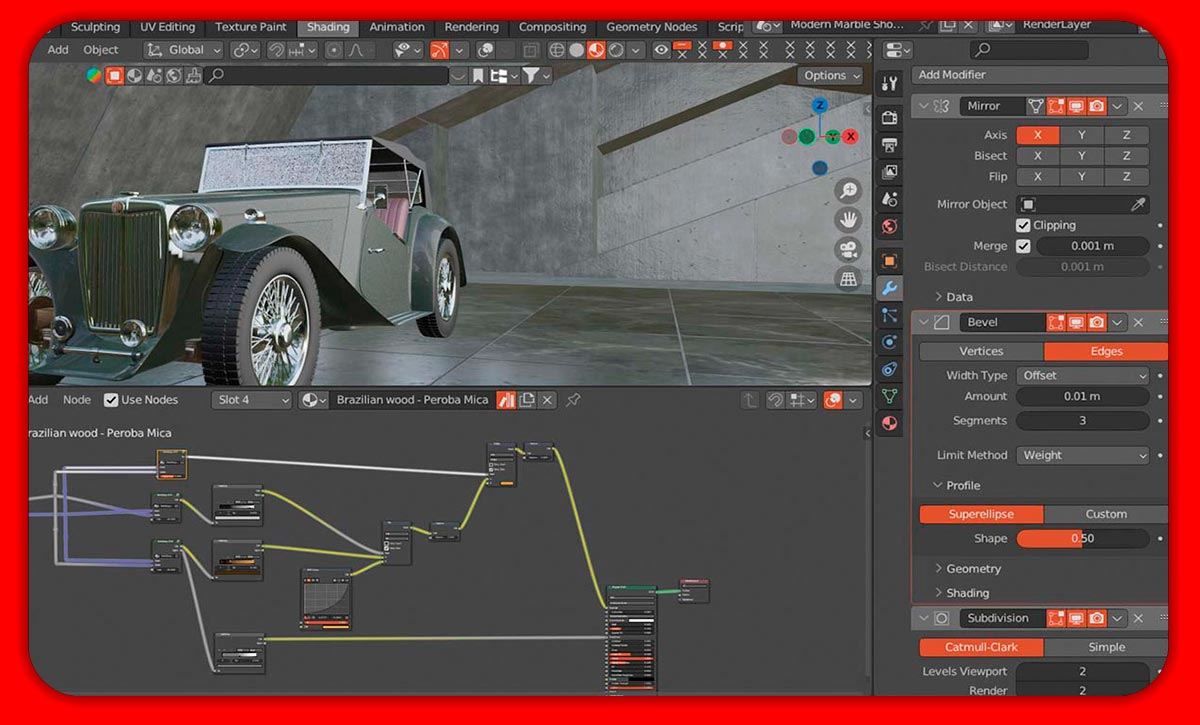 Sculpting UV Editing Texture Paint Shading Animation Rendering Compositing Geometry Nodes Scrip Modern Marble Sho... RenderLayer
Add Object Global
Options
Z
X
Add Modifier
Mirror
Axis X Y Z
Bisect X Y Z
Flip X Y Z
Mirror Object
Clipping
Merge 0.001 m
Bisect Distance 0.001 m
Data
Bevel
Vertices Edges
Width Type Offset
Amount 0.01 m
Segments 3
Limit Method Weight
Profile
Superellipse Custom
Shape 0.50
Geometry
Shading
Subdivision
Catmull-Clark Simple
Levels Viewport 2
Render 2
Add Node Use Nodes Slot 4 Brazilian wood - Peroba Mica
razilian wood - Peroba Mica